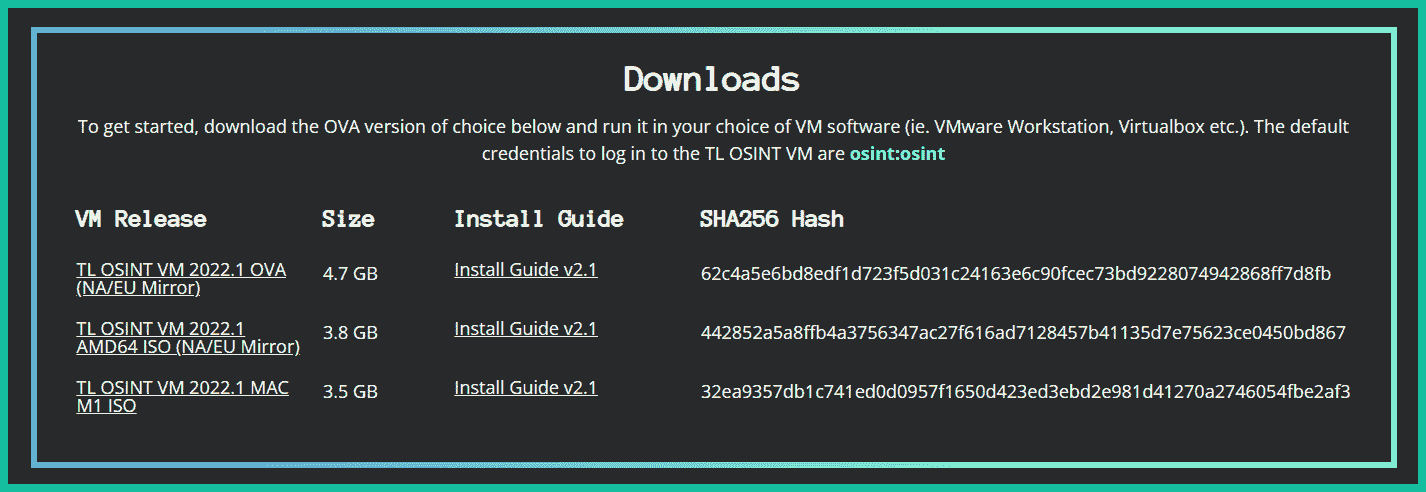 Downloads
To get started, download the OVA version of choice below and run it in your choice of VM software (ie. VMware Workstation, Virtualbox etc.). The default
credentials to log in to the TL OSINT VM are osint:osint
VM Release Size Install Guide SHA256 Hash
TL OSINT VM 2022.1 OVA
(NA/EU Mirror) 4.7 GB Install Guide v2.1 62c4a5e6bd8edf1d723f5d031c24163e6c90fcec73bd9228074942868ff7d8fb
TL OSINT VM 2022.1
AMD64 ISO (NA/EU Mirror) 3.8 GB Install Guide v2.1 442852a5a8ffb4a3756347ac27f616ad7128457b41135d7e75623ce0450bd867
TL OSINT VM 2022.1 MAC
M1 ISO 3.5 GB Install Guide v2.1 32ea9357db1c741ed0d0957f1650d423ed3ebd2e981d41270a2746054fbe2af3